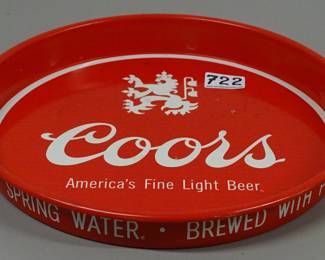 722
Coors
America's Fine Light Beer.
SPRING WATER. • BREWED WITH